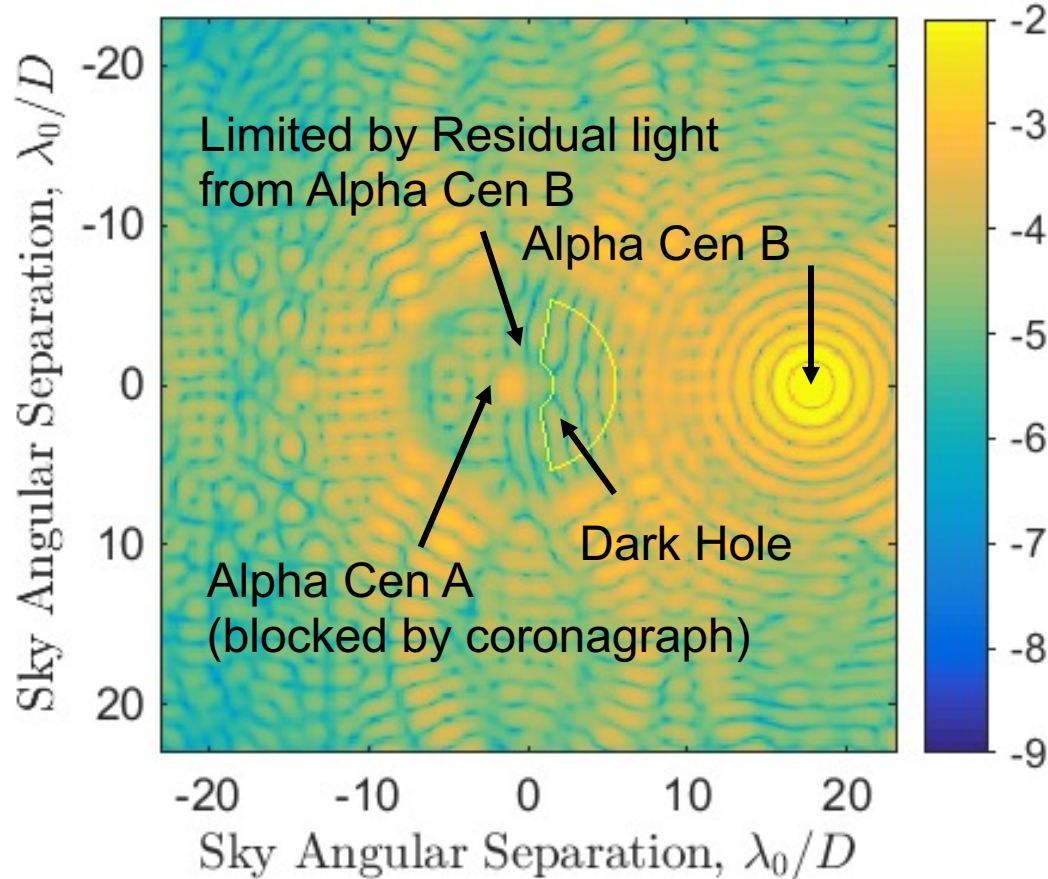 Limited by Residual light
from Alpha Cen B
Alpha Cen B
Dark Hole
Alpha Cen A
(blocked by coronagraph)
Sky Angular Separation, λ₀/D
-20
-10
0
10
20
-20
-10
0
10
20
Sky Angular Separation, λ₀/D
-2
-3
-4
-5
-6
-7
-8
-9